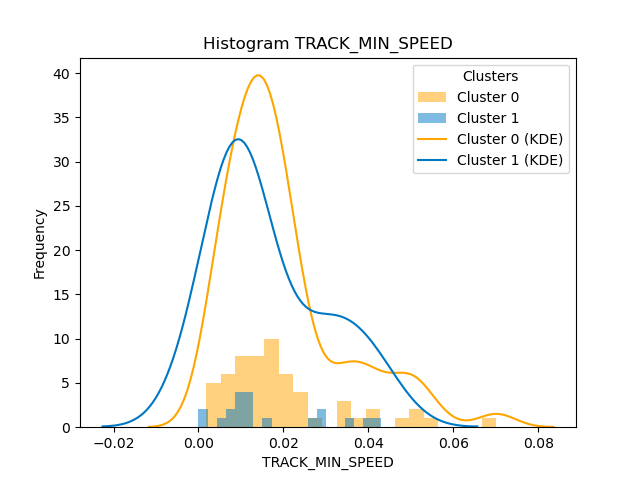 Histogram TRACK_MIN_SPEED
Clusters
Cluster 0
Cluster 1
Cluster 0 (KDE)
Cluster 1 (KDE)
Frequency
40
35
30
25
20
15
10
5
0
−0.02 0.00 0.02 0.04 0.06 0.08
TRACK_MIN_SPEED